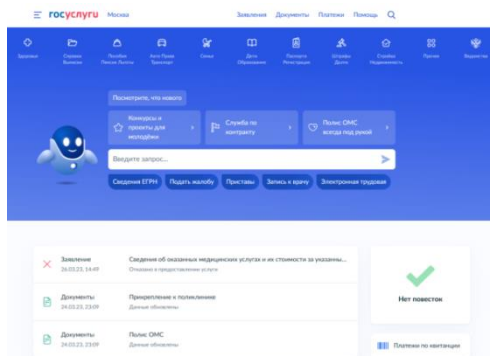 госуслуги Москва Заявления Документы Платежи Помощь
Здоровье
Справки Выписки
Пособия Пенсия Льготы
Авто Права Транспорт
Семья
Дети Образование
Паспорта Регистрация
Штрафы Долги
Стройка Недвижимость
Прочее
Ведомства
Посмотрите, что нового
Конкурсы и
проекты для
молодёжи
Служба по
контракту
Полис ОМС
всегда под рукой
Введите запрос...
Сведения ЕГРН Подать жалобу Приставы Запись к врачу Электронная трудовая
Заявление Сведения об оказанных медицинских услугах и их стоимости за указанны...
26.03.23, 14:49 Отказано в предоставлении услуги
Документы Прикрепление к поликлинике
24.03.23, 23:09 Данные обновлены
Документы Полис ОМС
24.03.23, 23:09 Данные обновлены
Нет повесток
Платежи по квитанции